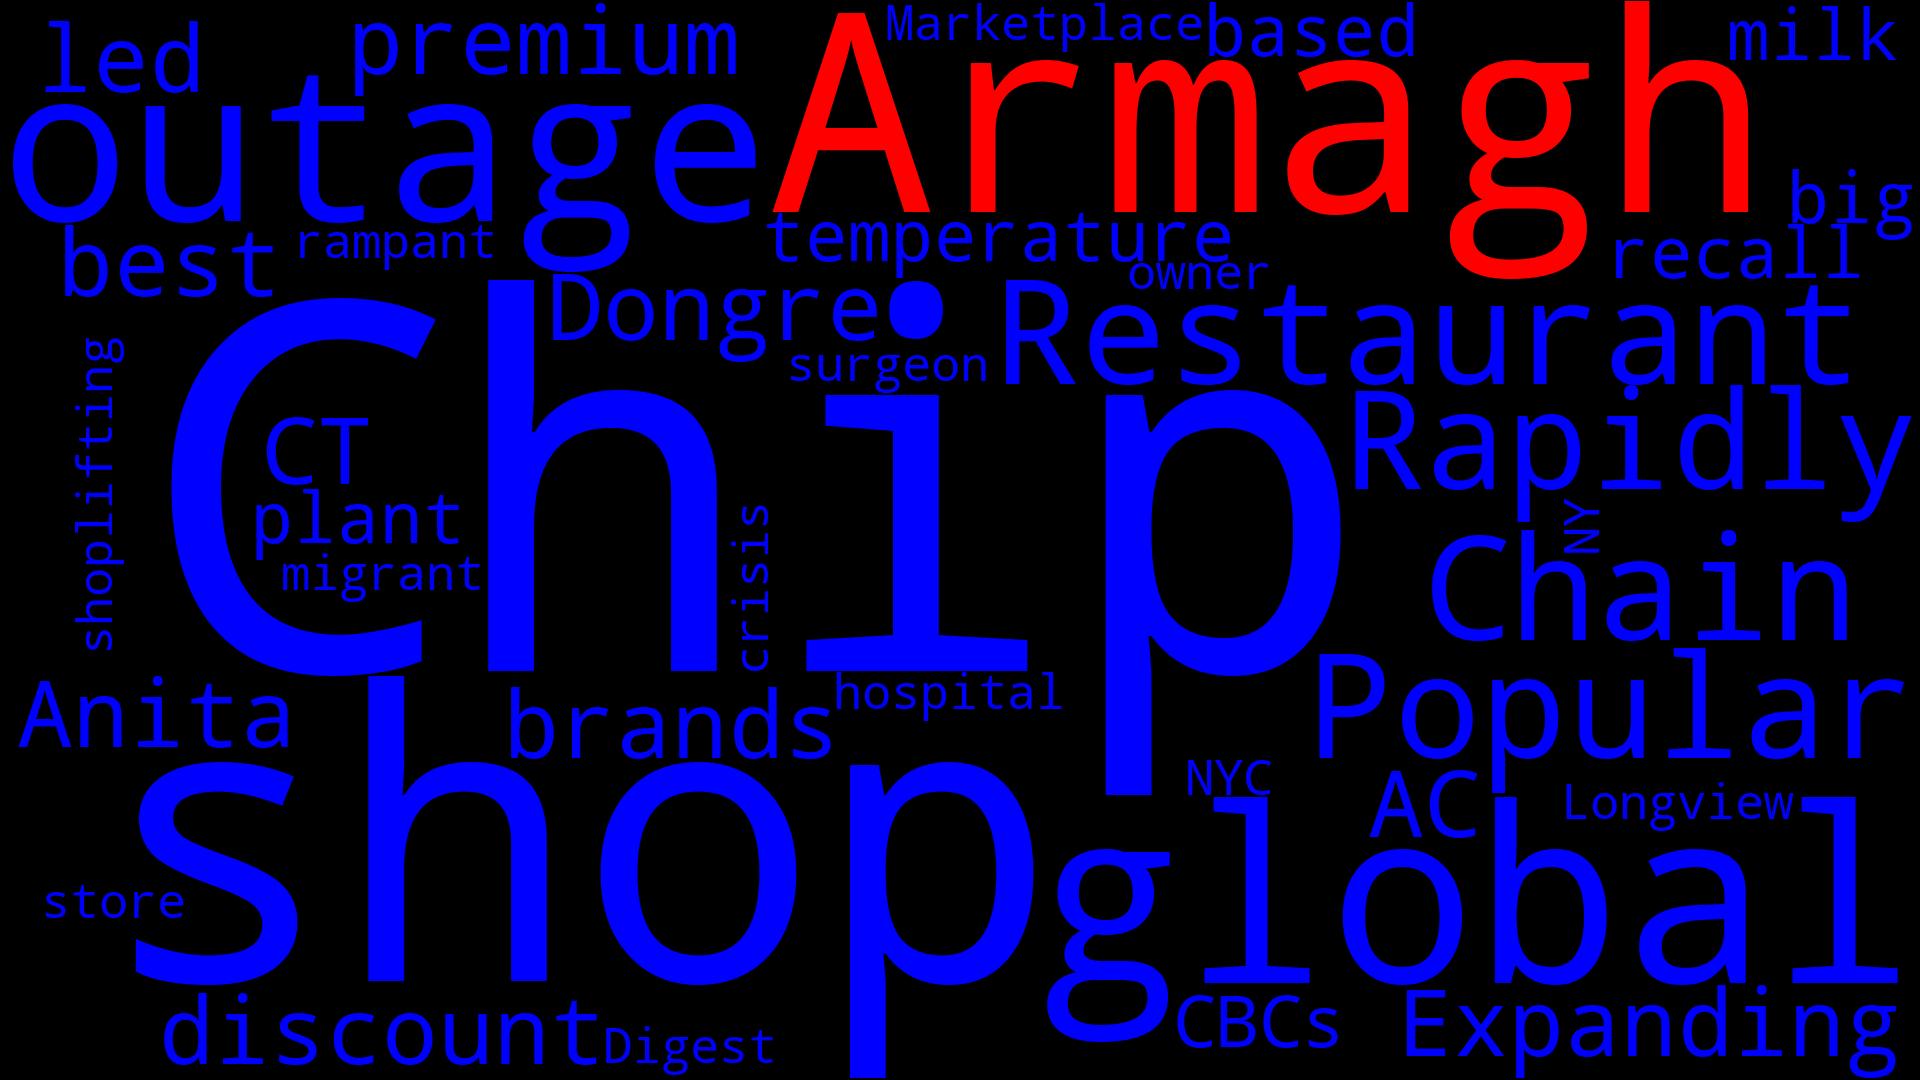 Marketplace
based
milk
led
premium
Armagh
outage
big
best
rampant
temperature
recall
owner
Dongre
Restaurant
surgeon
shoplifting
Chip
Rapidly
CT
plant
migrant
crisis
NY
Chain
Anita
brands
hospital
Popular
shop
NYC
AC
Longview
global
store
discount
Digest
CBCs
Expanding